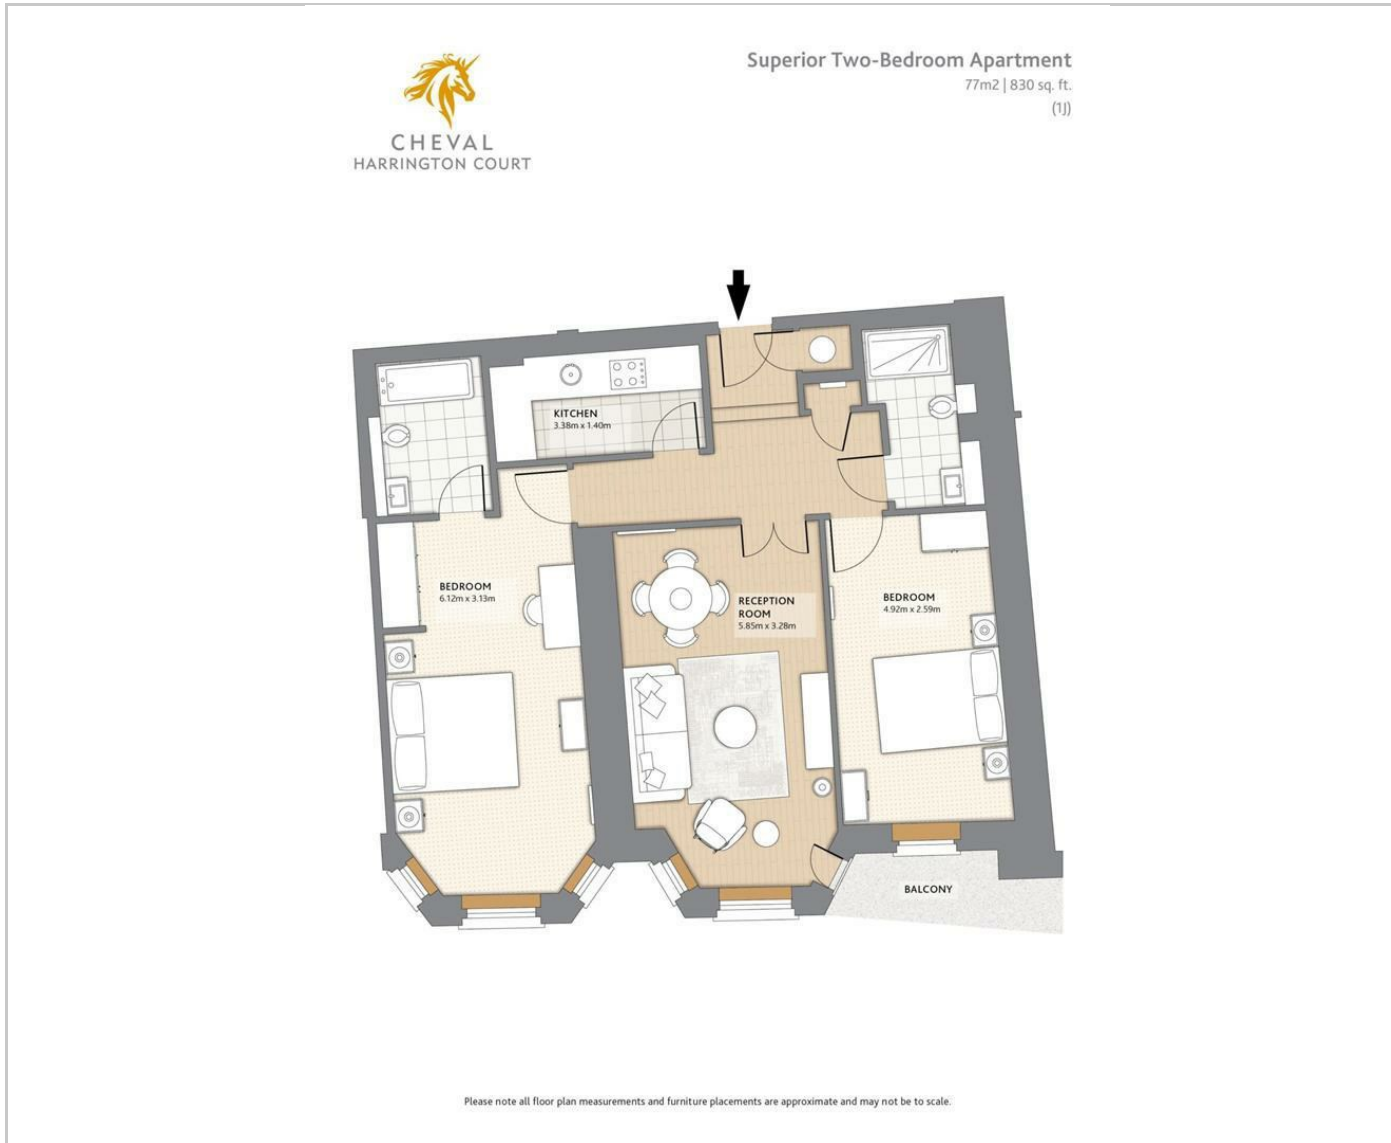 CHEVAL
HARRINGTON COURT
Superior Two-Bedroom Apartment
77m2 | 830 sq. ft.
(1J)
KITCHEN
3.38m x 1.40m
BEDROOM
6.12m x 3.13m
RECEPTION
ROOM
5.85m x 3.28m
BEDROOM
4.92m x 2.59m
BALCONY
Please note all floor plan measurements and furniture placements are approximate and may not be to scale.